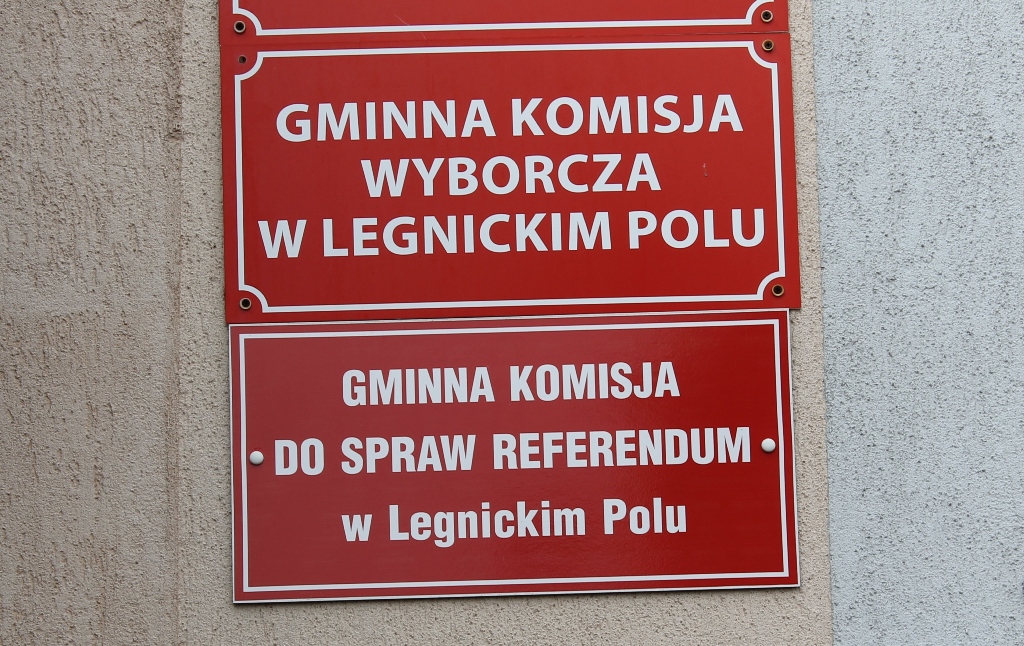 GMINNA KOMISJA
WYBORCZA
W LEGNICKIM POLU
GMINNA KOMISJA
DO SPRAW REFERENDUM
w Legnickim Polu